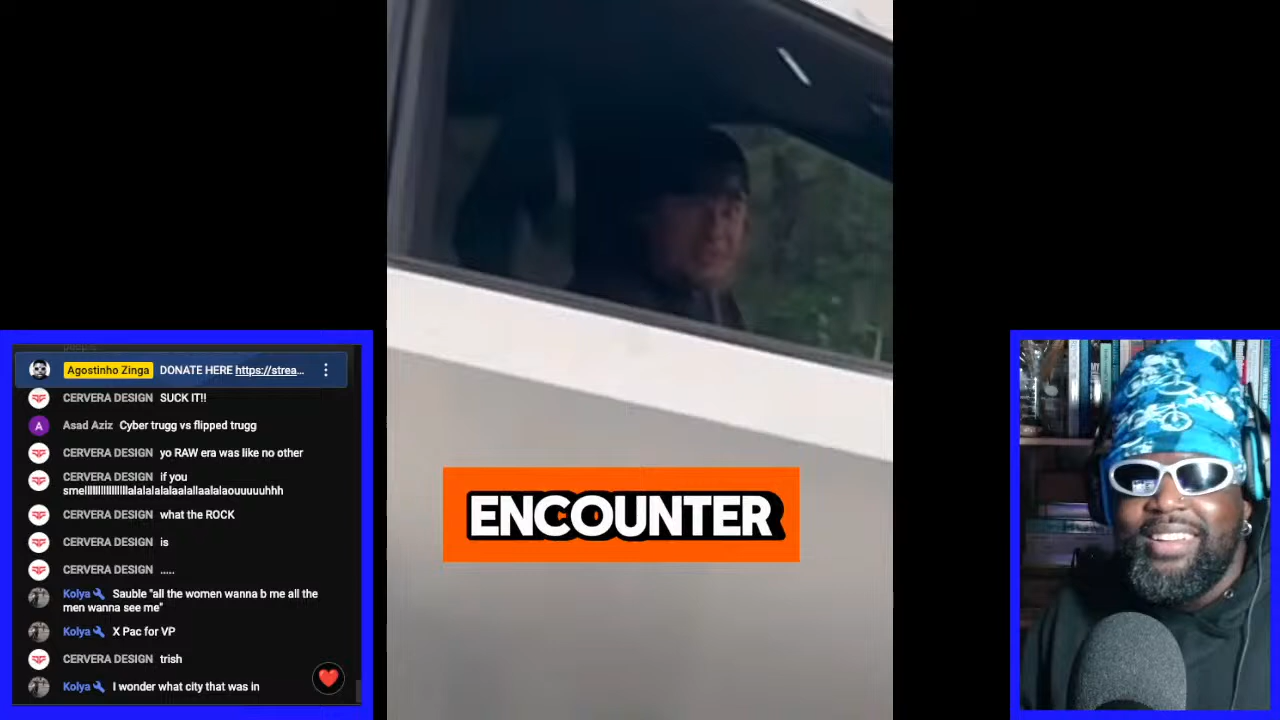 Agostinho Zinga DONATE HERE https://strea...
CERVERA DESIGN SUCK IT!!
A Asad Aziz Cyber trugg vs flipped trugg
CERVERA DESIGN yo RAW era was like no other
CERVERA DESIGN If you
smelllllllllllllllllllalalalalalaalallaalalaouuuuuhhh
CERVERA DESIGN what the ROCK
CERVERA DESIGN is
CERVERA DESIGN .....
Kolya Sauble "all the women wanna b me all the
men wanna see me"
Kolya X Pac for VP
CERVERA DESIGN trish
Kolya I wonder what city that was in
ENCOUNTER